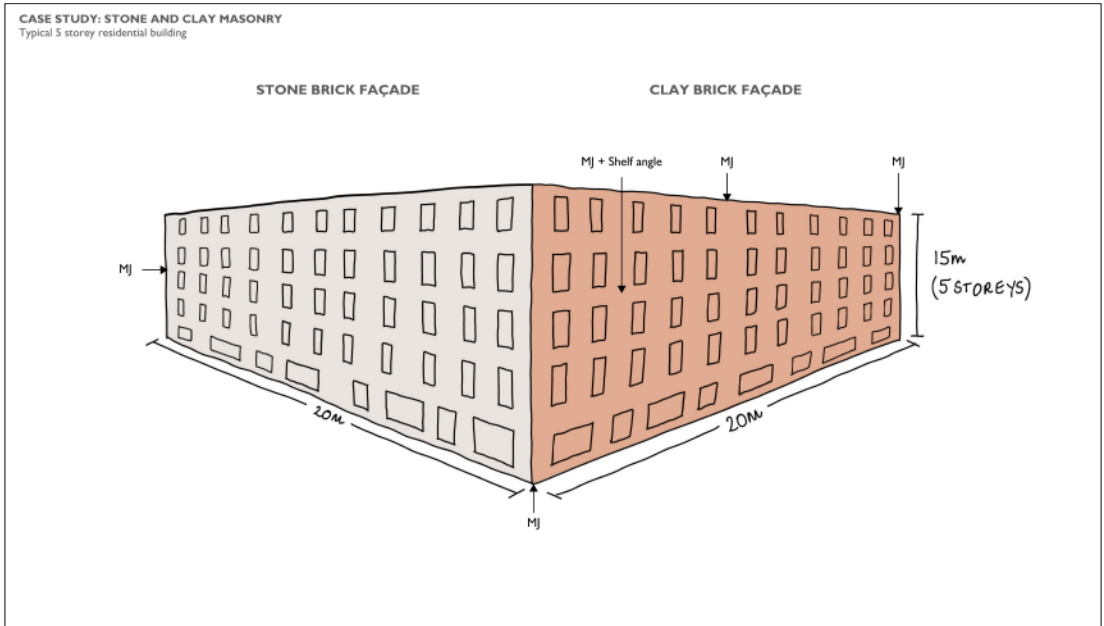 CASE STUDY: STONE AND CLAY MASONRY
Typical 5 storey residential building
STONE BRICK FAÇADE
CLAY BRICK FAÇADE
MJ + Shelf angle
MJ
MJ
MJ
15m
(5 STOREYS)
20m
20m
MJ